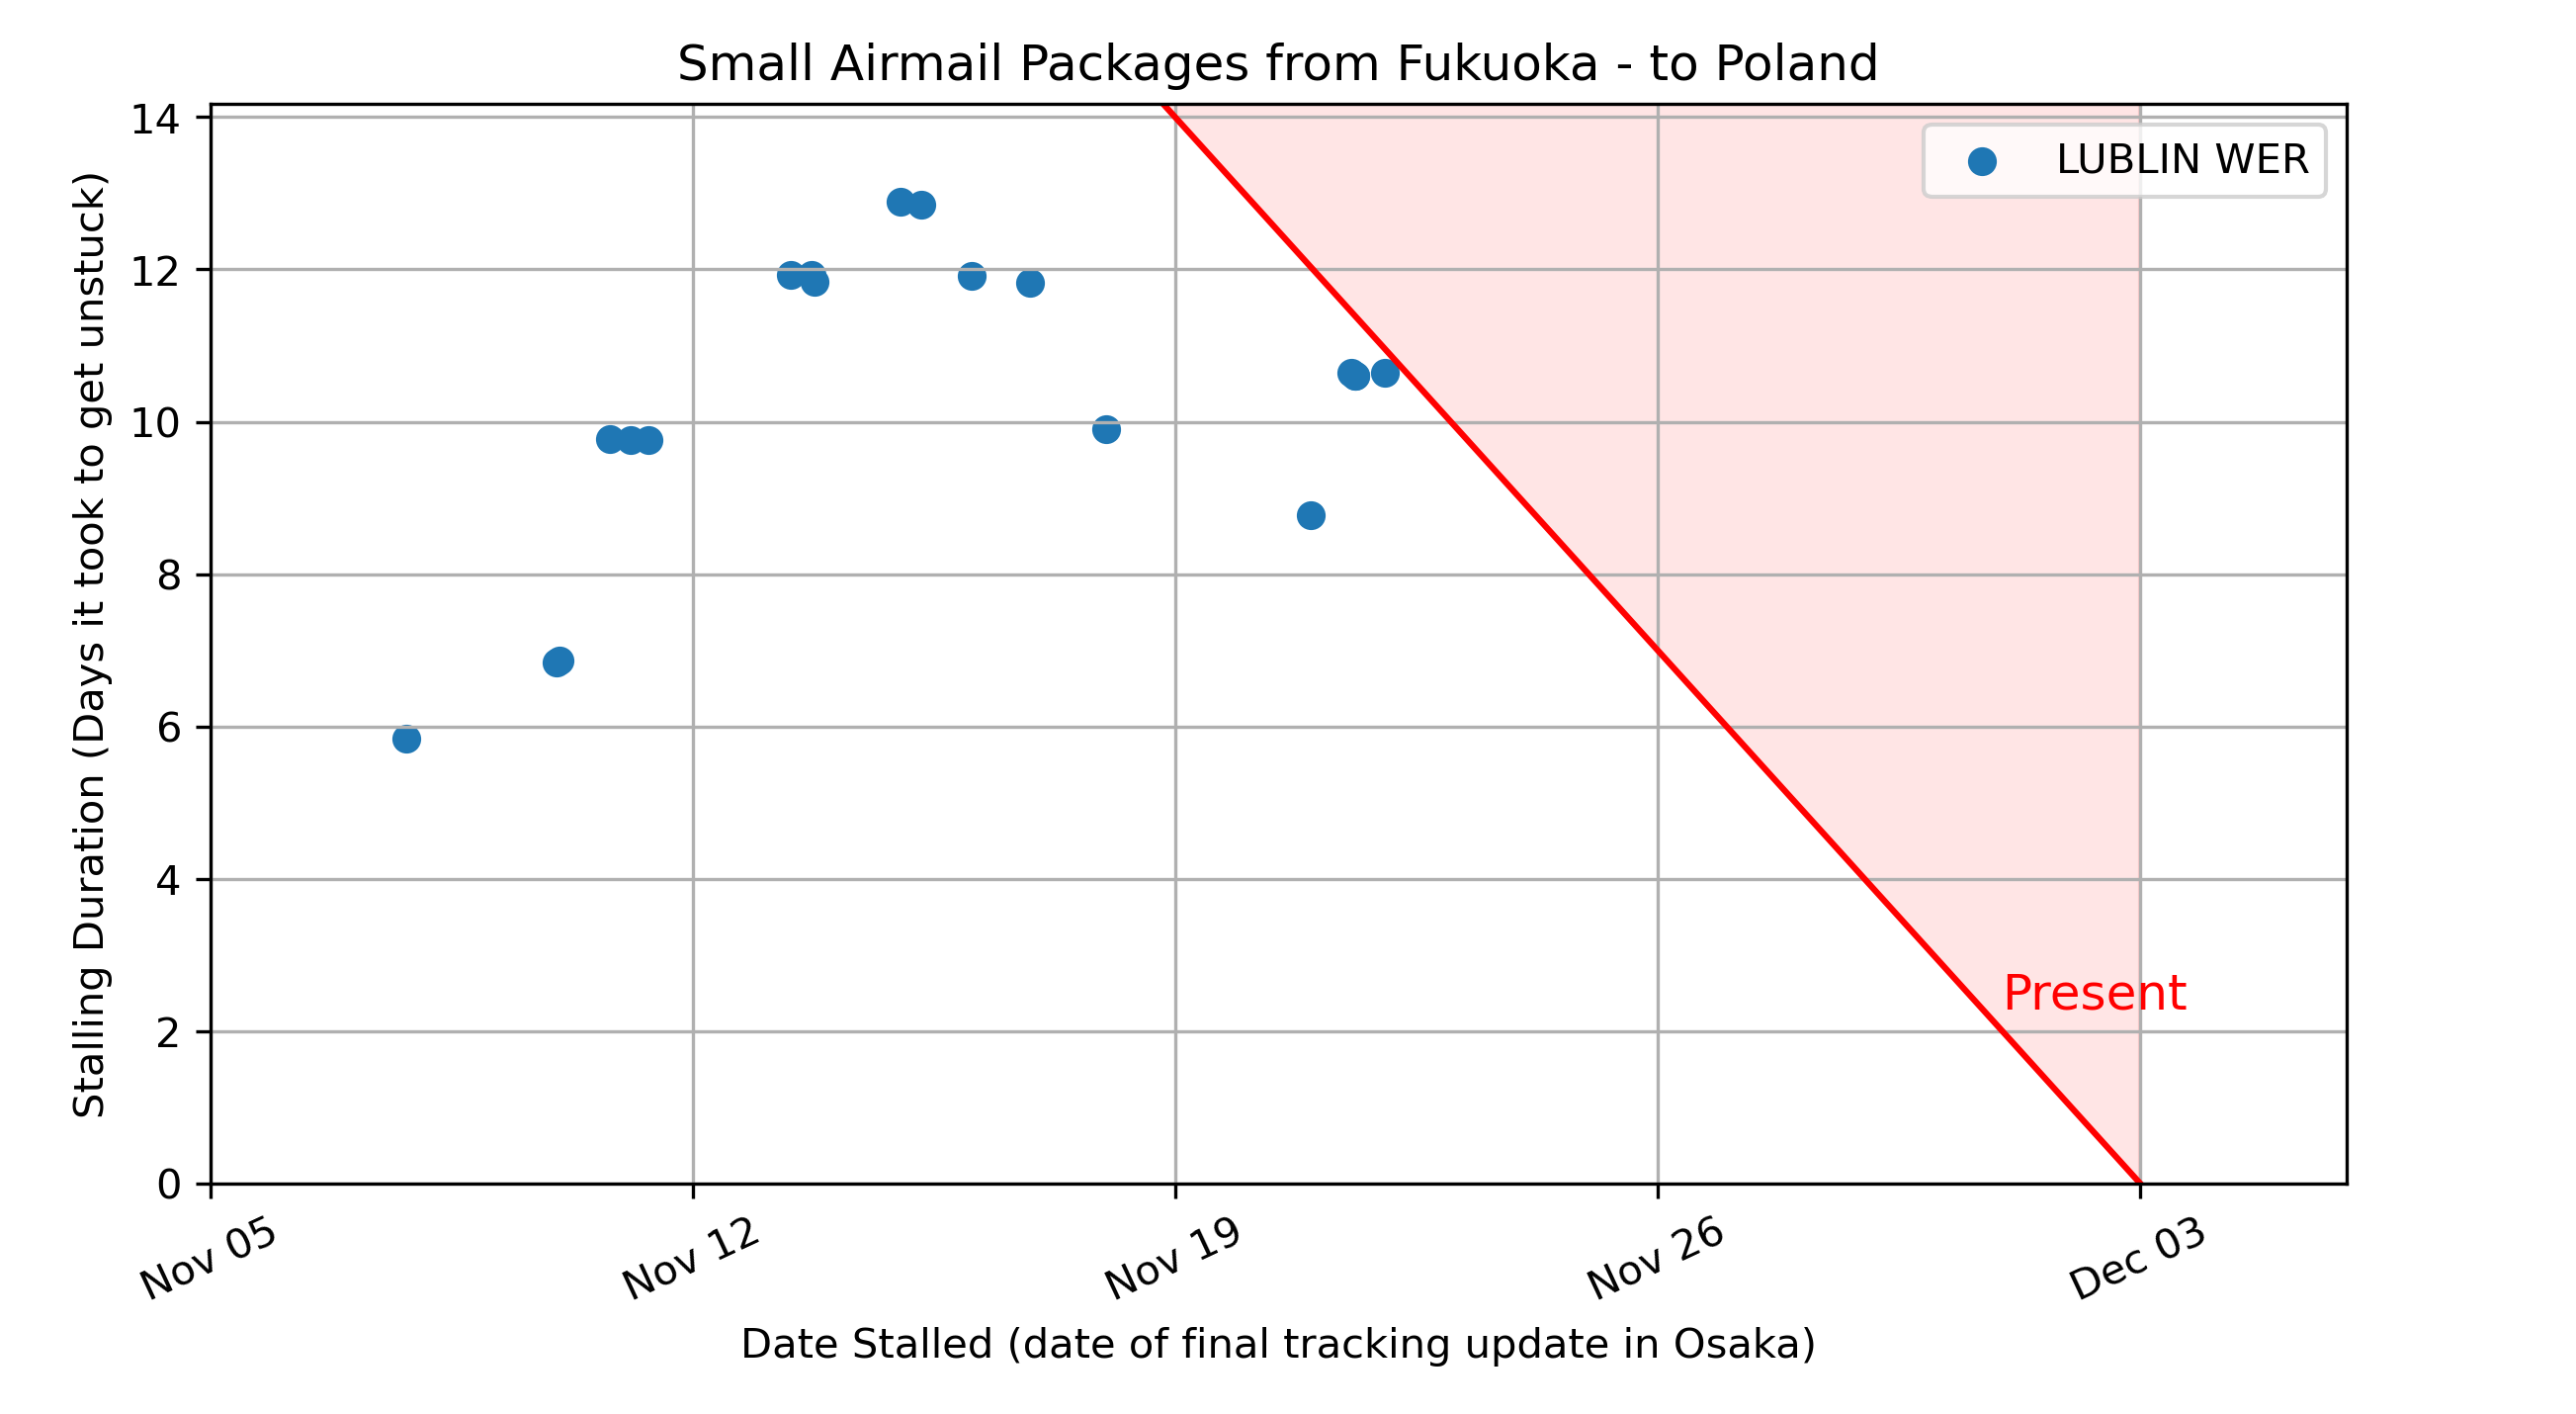 Small Airmail Packages from Fukuoka - to Poland
Stalling Duration (Days it took to get unstuck)
14
12
10
8
6
4
2
0
LUBLIN WER
Present
Nov 05
Nov 12
Nov 19
Nov 26
Dec 03
Date Stalled (date of final tracking update in Osaka)